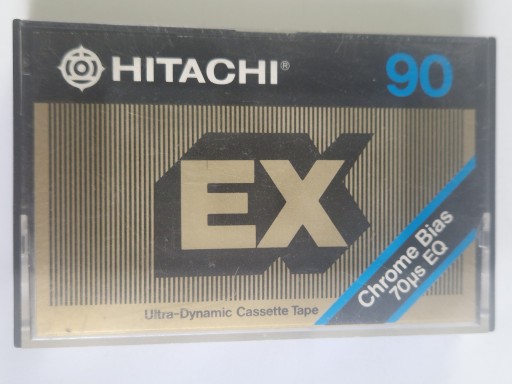 HITACHI®
90
EX
Chrome Bias
70µs EQ
Ultra-Dynamic Cassette Tape